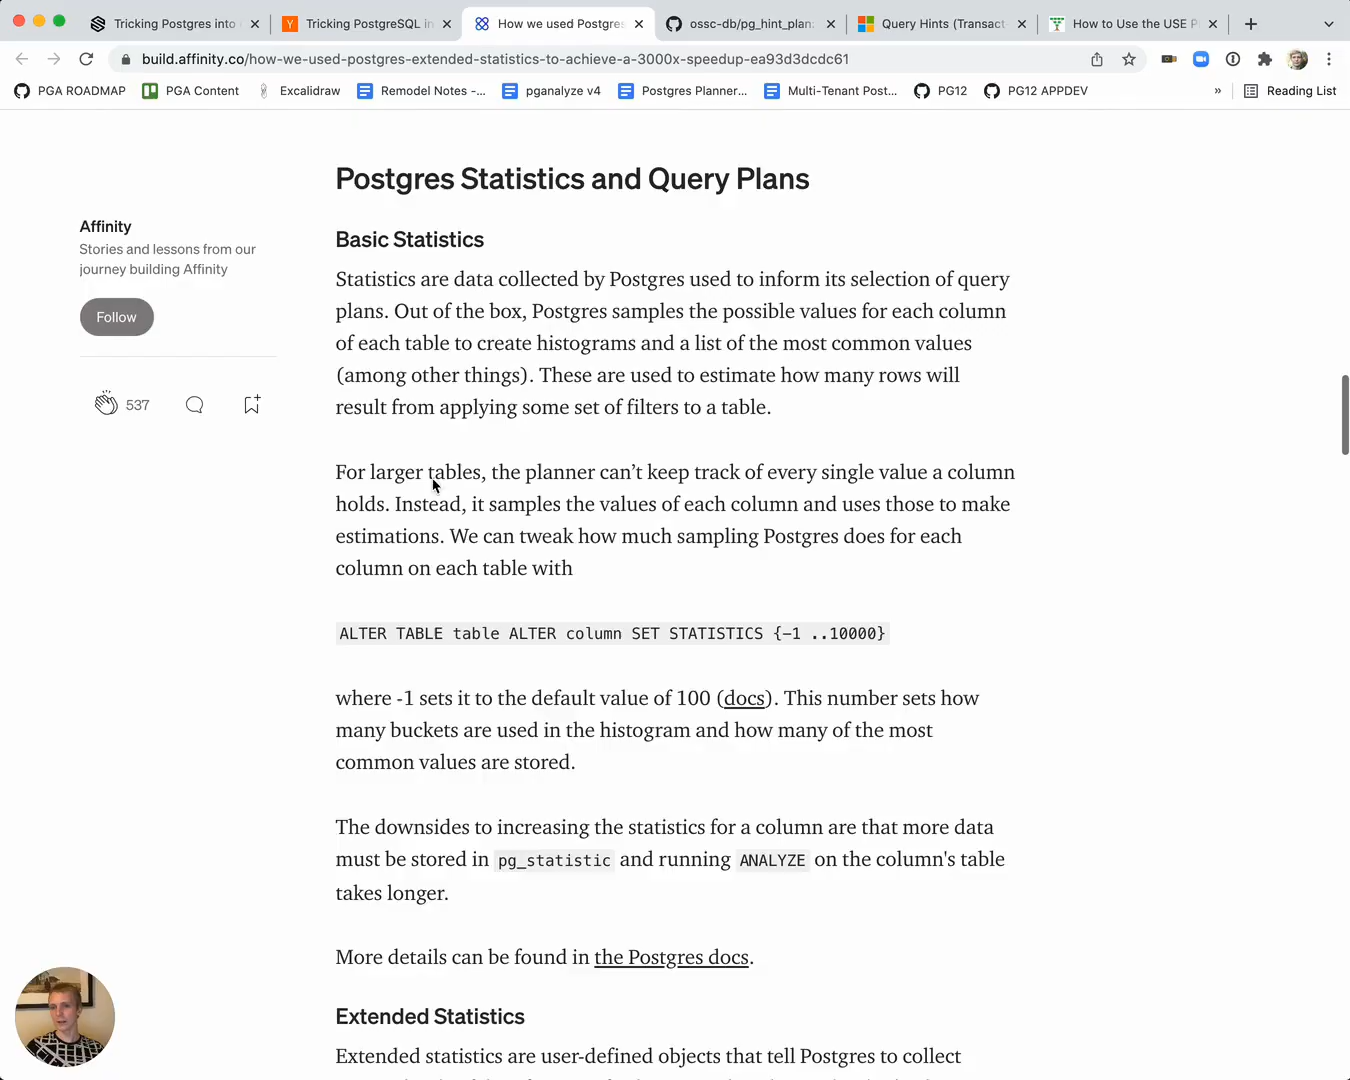 Tricking Postgres into
Tricking PostgreSQL in
How we used Postgres
ossc-db/pg_hint_plan:
Query Hints (Transact
How to Use the USE P
build.affinity.co/how-we-used-postgres-extended-statistics-to-achieve-a-3000x-speedup-ea93d3dcdc61
PGA ROADMAP
PGA Content
Excalidraw
Remodel Notes -...
pganalyze v4
Postgres Planner...
Multi-Tenant Post...
PG12
PG12 APPDEV
»
Reading List
Postgres Statistics and Query Plans
Affinity
Stories and lessons from our
journey building Affinity
Follow
537
Basic Statistics
Statistics are data collected by Postgres used to inform its selection of query
plans. Out of the box, Postgres samples the possible values for each column
of each table to create histograms and a list of the most common values
(among other things). These are used to estimate how many rows will
result from applying some set of filters to a table.
For larger tables, the planner can’t keep track of every single value a column
holds. Instead, it samples the values of each column and uses those to make
estimations. We can tweak how much sampling Postgres does for each
column on each table with
ALTER TABLE table ALTER column SET STATISTICS {–1 ..10000}
where -1 sets it to the default value of 100 (docs). This number sets how
many buckets are used in the histogram and how many of the most
common values are stored.
The downsides to increasing the statistics for a column are that more data
must be stored in pg_statistic and running ANALYZE on the column's table
takes longer.
More details can be found in the Postgres docs.
Extended Statistics
Extended statistics are user-defined objects that tell Postgres to collect